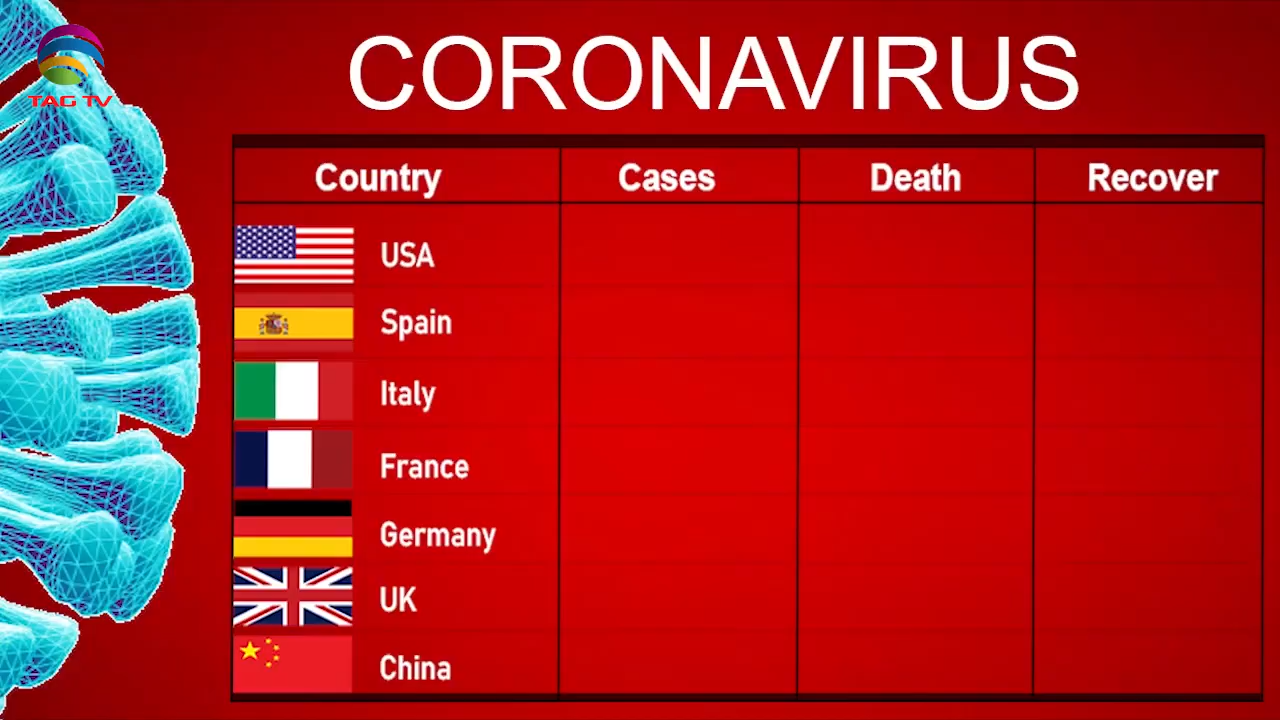 TAG TV
CORONAVIRUS
Country Cases Death Recover
USA
Spain
Italy
France
Germany
UK
China